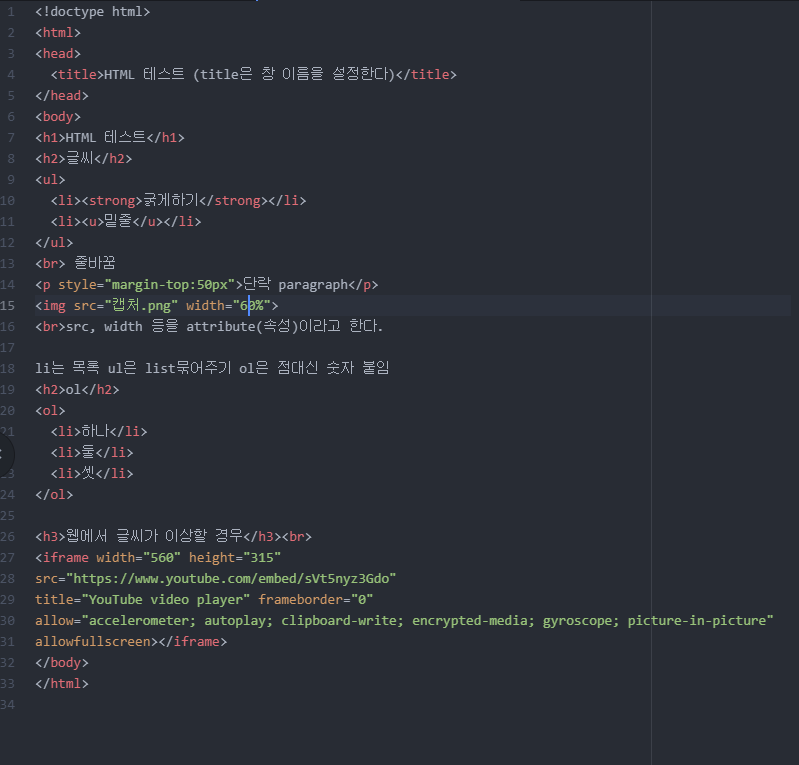 1 <!doctype html>
2 <html>
3 <head>
4   <title>HTML 테스트 (title은 창 이름을 설정한다)</title>
5 </head>
6 <body>
7 <h1>HTML 테스트</h1>
8 <h2>글씨</h2>
9 <ul>
10   <li><strong>굵게하기</strong></li>
11   <li><u>밑줄</u></li>
12 </ul>
13 <br> 줄바꿈
14 <p style="margin-top:50px">단락 paragraph</p>
15 <img src="캡처.png" width="60%">
16 <br>src, width 등을 attribute(속성)이라고 한다.
17
18 li는 목록 ul은 list묶어주기 ol은 점대신 숫자 붙임
19 <h2>ol</h2>
20 <ol>
21   <li>하나</li>
  <li>둘</li>
23   <li>셋</li>
24 </ol>
25
26 <h3>웹에서 글씨가 이상할 경우</h3><br>
27 <iframe width="560" height="315"
28 src="https://www.youtube.com/embed/sVt5nyz3Gdo"
29 title="YouTube video player" frameborder="0"
30 allow="accelerometer; autoplay; clipboard-write; encrypted-media; gyroscope; picture-in-picture"
31 allowfullscreen></iframe>
32 </body>
33 </html>
34